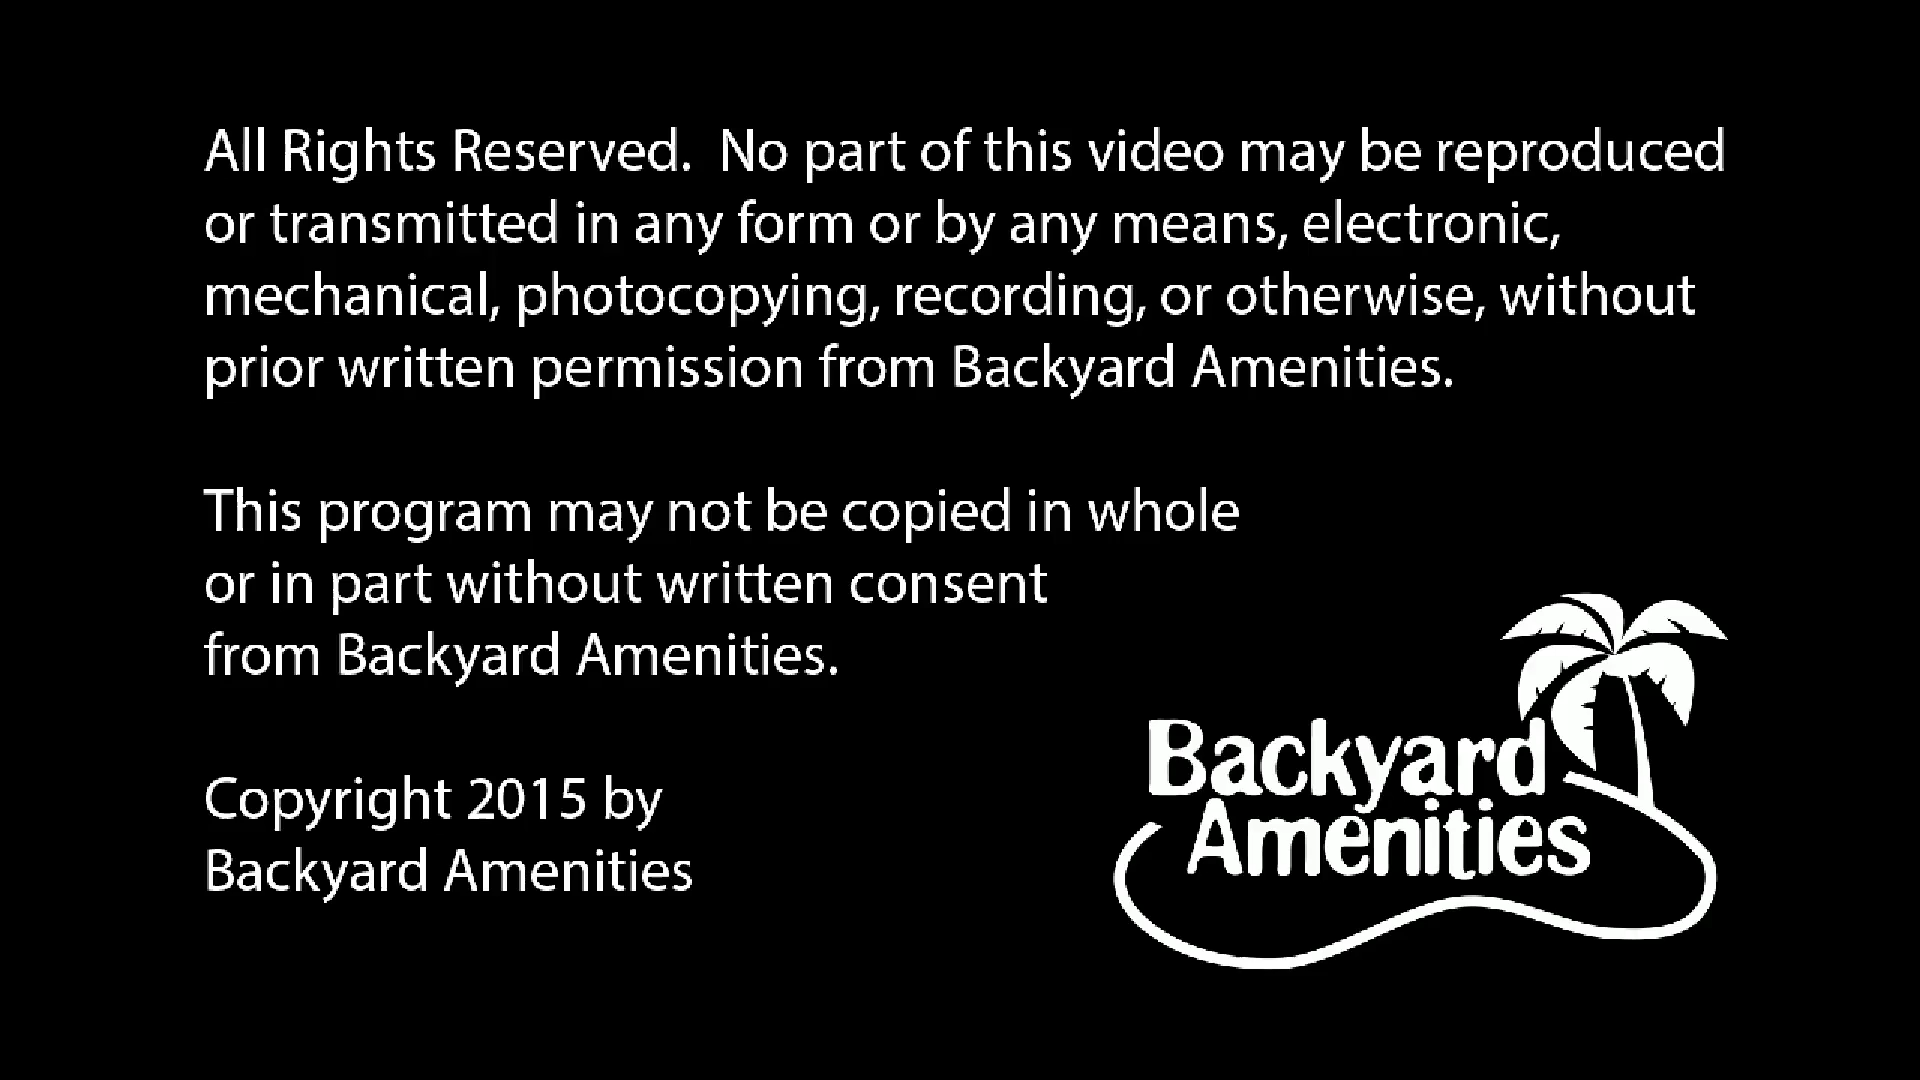 All Rights Reserved.  No part of this video may be reproduced
or transmitted in any form or by any means, electronic,
mechanical, photocopying, recording, or otherwise, without
prior written permission from Backyard Amenities.
This program may not be copied in whole
or in part without written consent
from Backyard Amenities.
Copyright 2015 by
Backyard Amenities
Backyard
Amenities